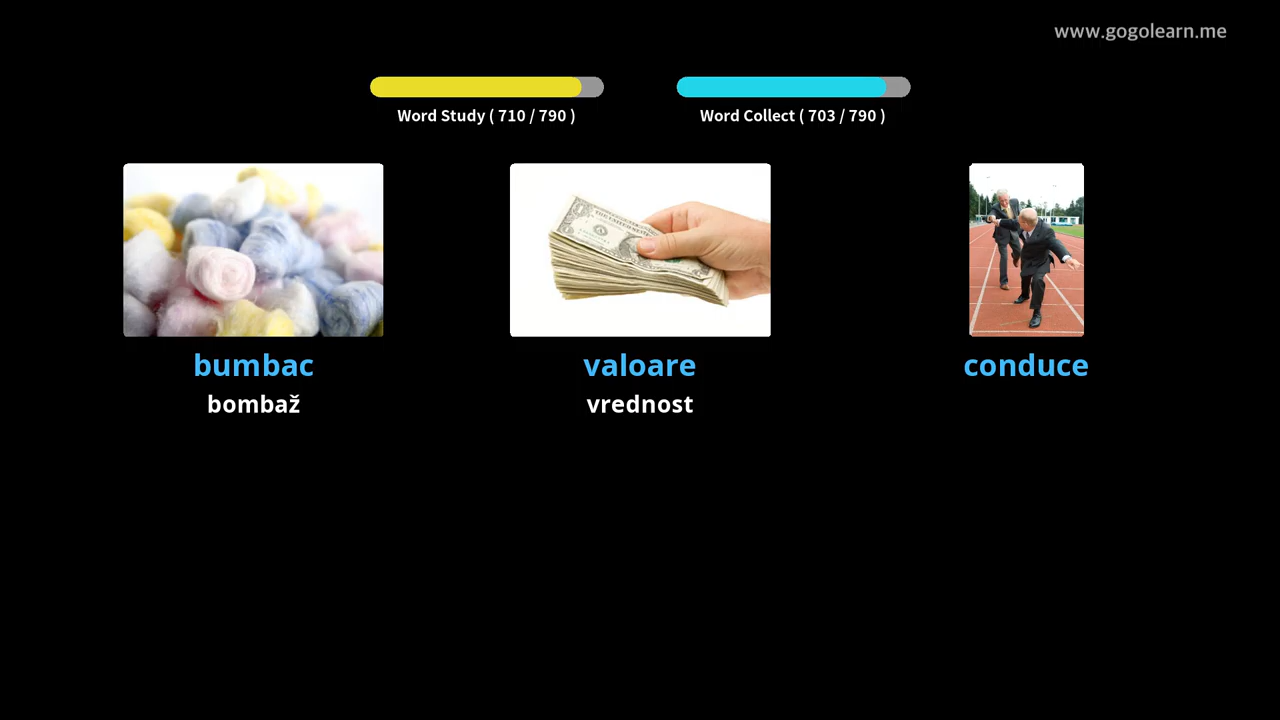 www.gogolearn.me
Word Study ( 710 / 790 )
Word Collect ( 703 / 790 )
bumbac
valoare
conduce
bombaž
vrednost